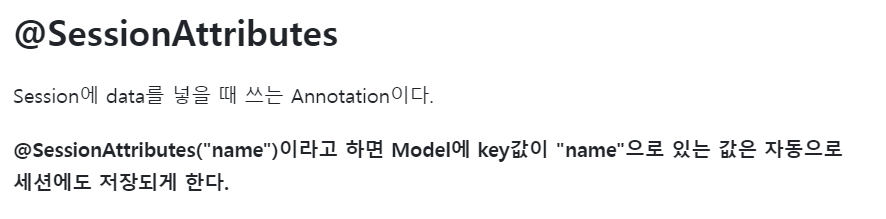 @SessionAttributes
Session에 data를 넣을 때 쓰는 Annotation이다.
@SessionAttributes("name")이라고 하면 Model에 key값이 "name"으로 있는 값은 자동으로
세션에도 저장되게 한다.